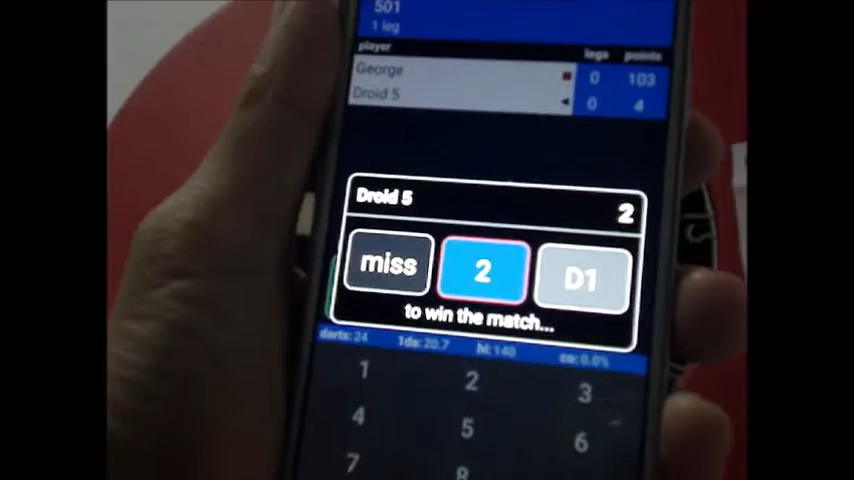 501
1 leg
player legs points
George 0 103
Droid 5 0 4
Droid 5 2
miss 2 D1
to win the match...
darts: 24 1da: 20.7 hi: 140 co: 0.0%
1 2 3
4 5 6
7 8